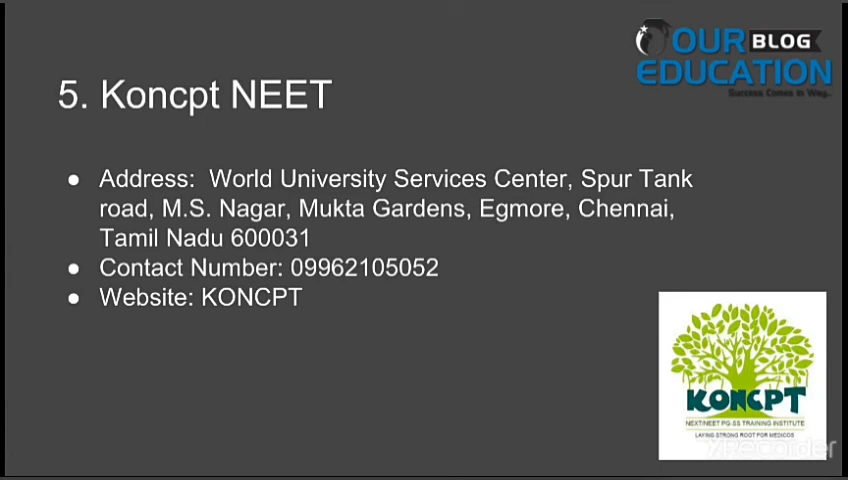 OUR BLOG
EDUCATION
Success Comes in Way..
5. Koncpt NEET
● Address:  World University Services Center, Spur Tank
road, M.S. Nagar, Mukta Gardens, Egmore, Chennai,
Tamil Nadu 600031
● Contact Number: 09962105052
● Website: KONCPT
KONCPT
NEXT/NEET PG-SS TRAINING INSTITUTE
LAYING STRONG ROOT FOR MEDICOS